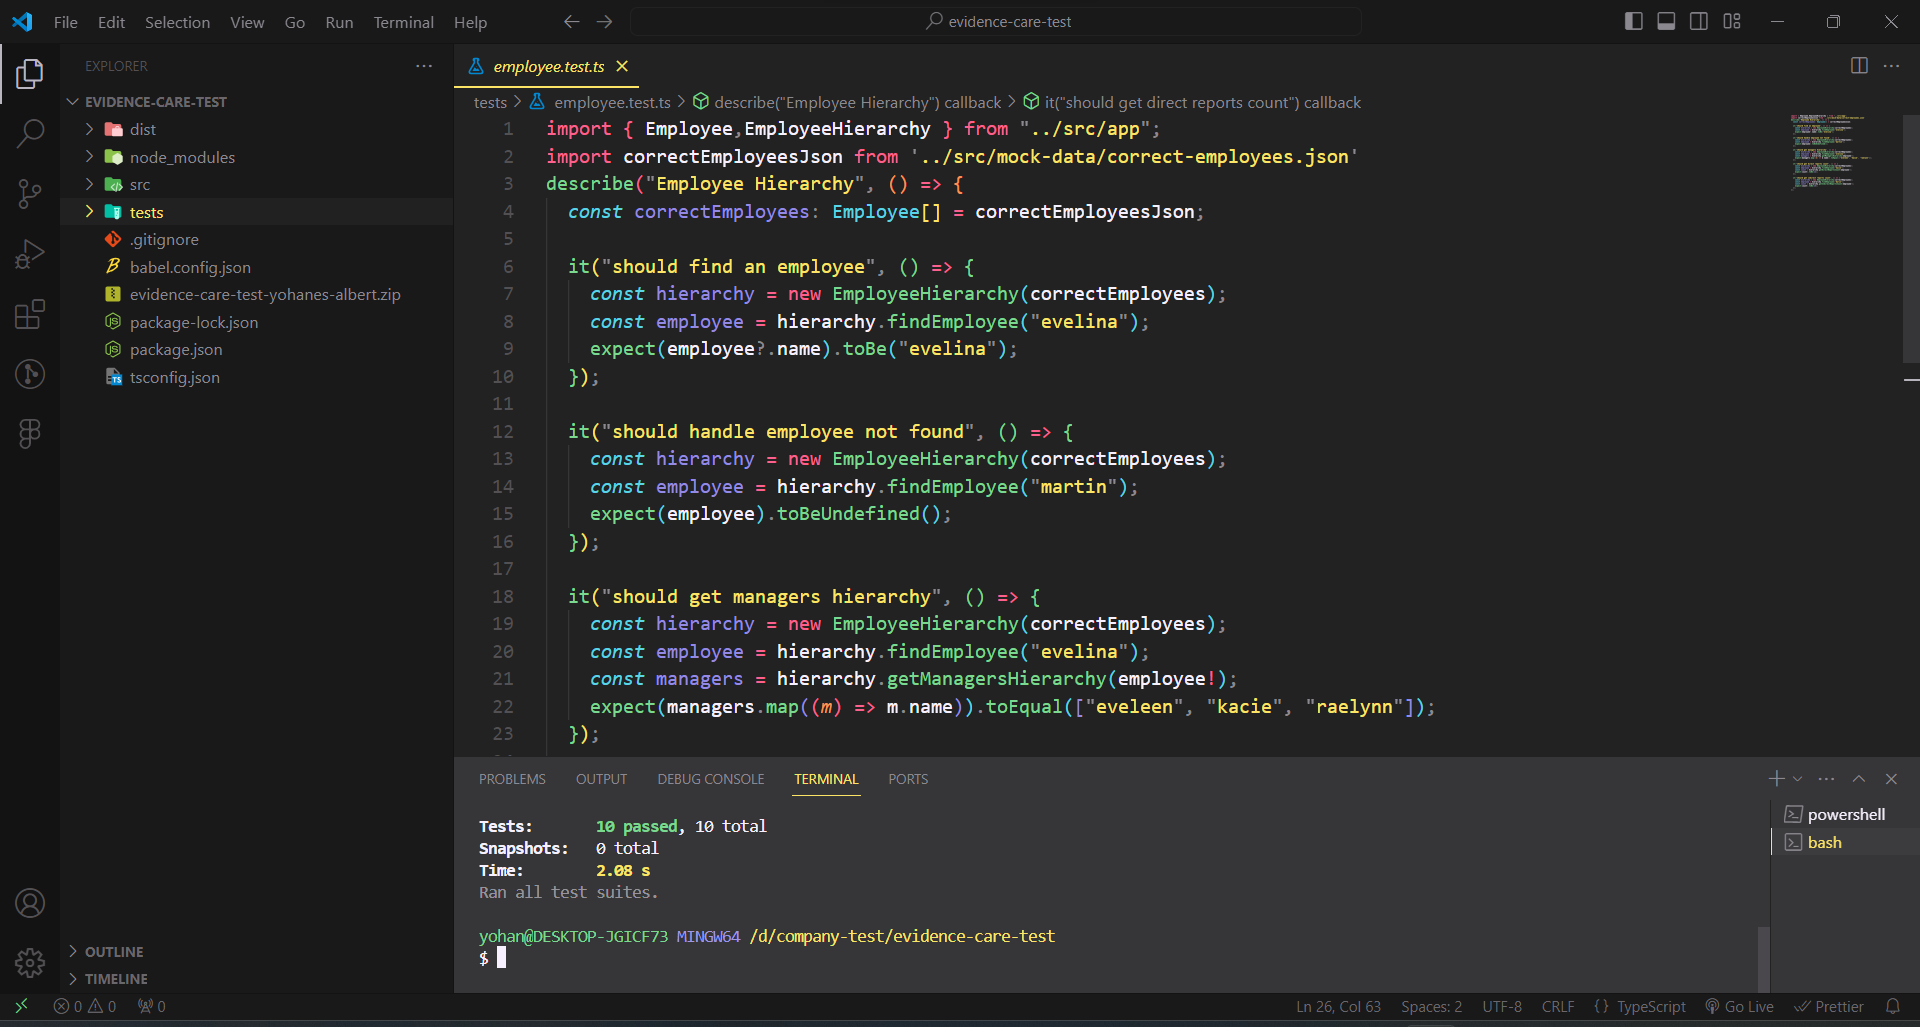 File Edit Selection View Go Run Terminal Help
evidence-care-test
EXPLORER
EVIDENCE-CARE-TEST
dist
node_modules
src
tests
.gitignore
babel.config.json
evidence-care-test-yohanes-albert.zip
package-lock.json
package.json
tsconfig.json
OUTLINE
TIMELINE
employee.test.ts
tests > employee.test.ts > describe("Employee Hierarchy") callback > it("should get direct reports count") callback
1 import { Employee,EmployeeHierarchy } from "../src/app";
2 import correctEmployeesJson from '../src/mock-data/correct-employees.json'
3 describe("Employee Hierarchy", () => {
4 const correctEmployees: Employee[] = correctEmployeesJson;
5
6 it("should find an employee", () => {
7 const hierarchy = new EmployeeHierarchy(correctEmployees);
8 const employee = hierarchy.findEmployee("evelina");
9 expect(employee?.name).toBe("evelina");
10 });
11
12 it("should handle employee not found", () => {
13 const hierarchy = new EmployeeHierarchy(correctEmployees);
14 const employee = hierarchy.findEmployee("martin");
15 expect(employee).toBeUndefined();
16 });
17
18 it("should get managers hierarchy", () => {
19 const hierarchy = new EmployeeHierarchy(correctEmployees);
20 const employee = hierarchy.findEmployee("evelina");
21 const managers = hierarchy.getManagersHierarchy(employee!);
22 expect(managers.map((m) => m.name)).toEqual(["eveleen", "kacie", "raelynn"]);
23 });
PROBLEMS OUTPUT DEBUG CONSOLE TERMINAL PORTS
Tests: 10 passed, 10 total
Snapshots: 0 total
Time: 2.08 s
Ran all test suites.
yohan@DESKTOP-JGICF73 MINGW64 /d/company-test/evidence-care-test
$
powershell
bash
0 0 0
Ln 26, Col 63 Spaces: 2 UTF-8 CRLF {} TypeScript Go Live Prettier